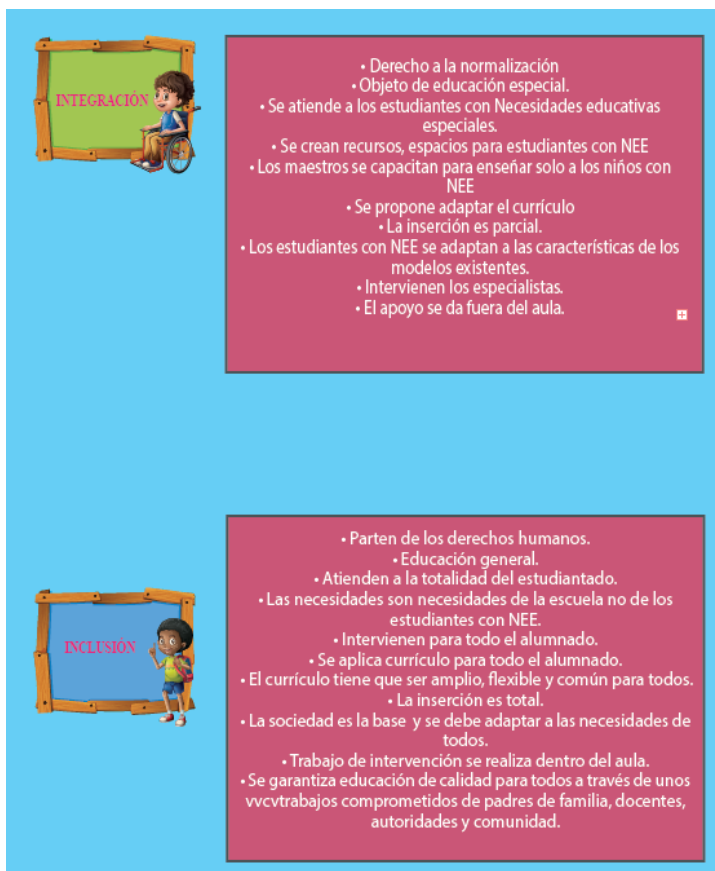 INTEGRACIÓN
• Derecho a la normalización
• Objeto de educación especial.
• Se atiende a los estudiantes con Necesidades educativas
especiales.
• Se crean recursos, espacios para estudiantes con NEE
• Los maestros se capacitan para enseñar solo a los niños con
NEE
• Se propone adaptar el currículo
• La inserción es parcial.
• Los estudiantes con NEE se adaptan a las características de los
modelos existentes.
• Intervienen los especialistas.
• El apoyo se da fuera del aula.
INCLUSIÓN
• Parten de los derechos humanos.
• Educación general.
• Atienden a la totalidad del estudiantado.
• Las necesidades son necesidades de la escuela no de los
estudiantes con NEE.
• Intervienen para todo el alumnado.
• Se aplica currículo para todo el alumnado.
• El currículo tiene que ser amplio, flexible y común para todos.
• La inserción es total.
• La sociedad es la base y se debe adaptar a las necesidades de
todos.
• Trabajo de intervención se realiza dentro del aula.
• Se garantiza educación de calidad para todos a través de unos
vvcvtrabajos comprometidos de padres de familia, docentes,
autoridades y comunidad.